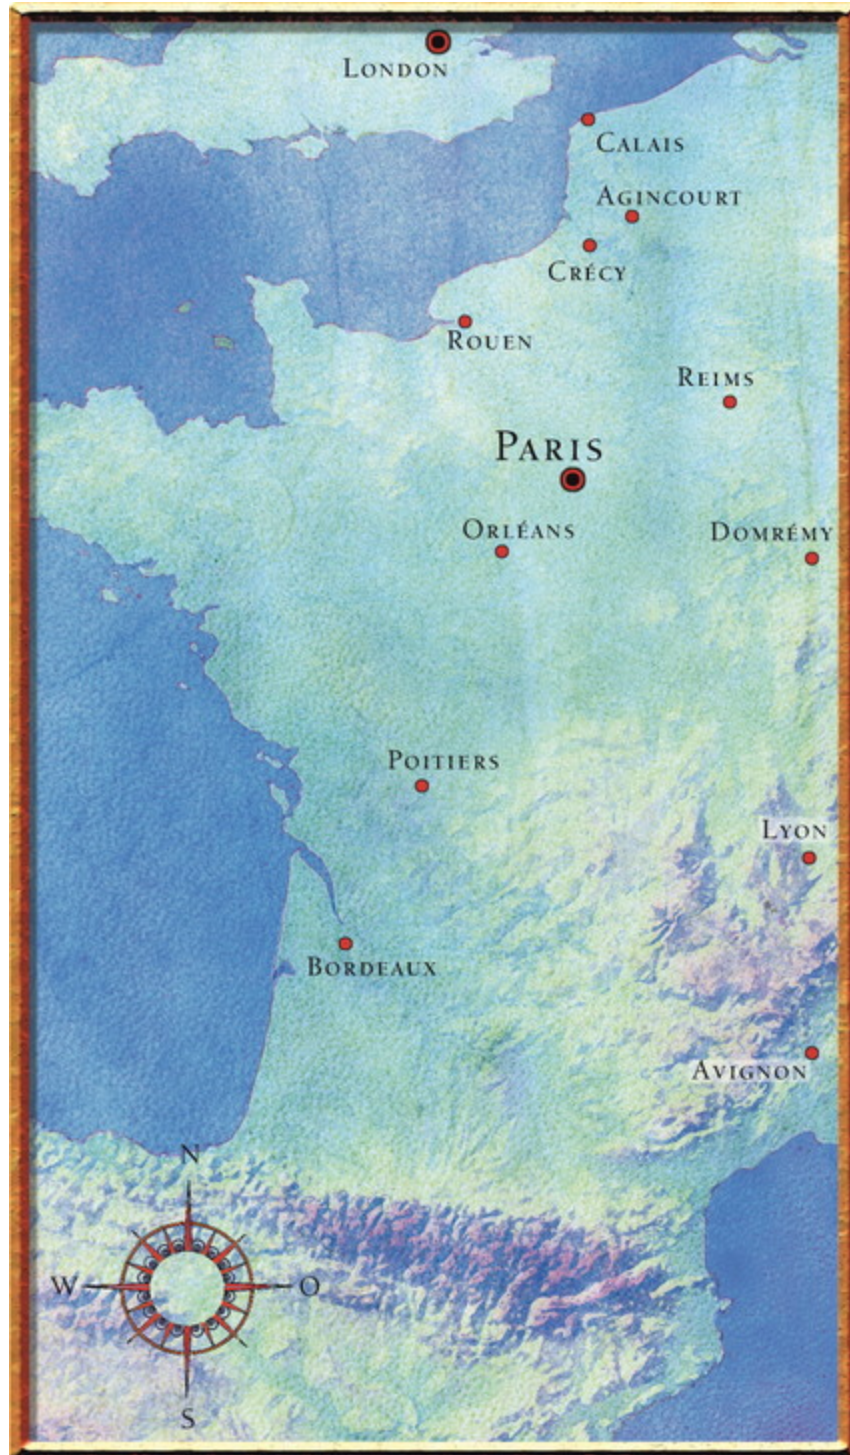 LONDON
CALAIS
AGINCOURT
CRÉCY
ROUEN
REIMS
PARIS
ORLÉANS
DOMRÉMY
POITIERS
LYON
BORDEAUX
AVIGNON
N
W
O
S